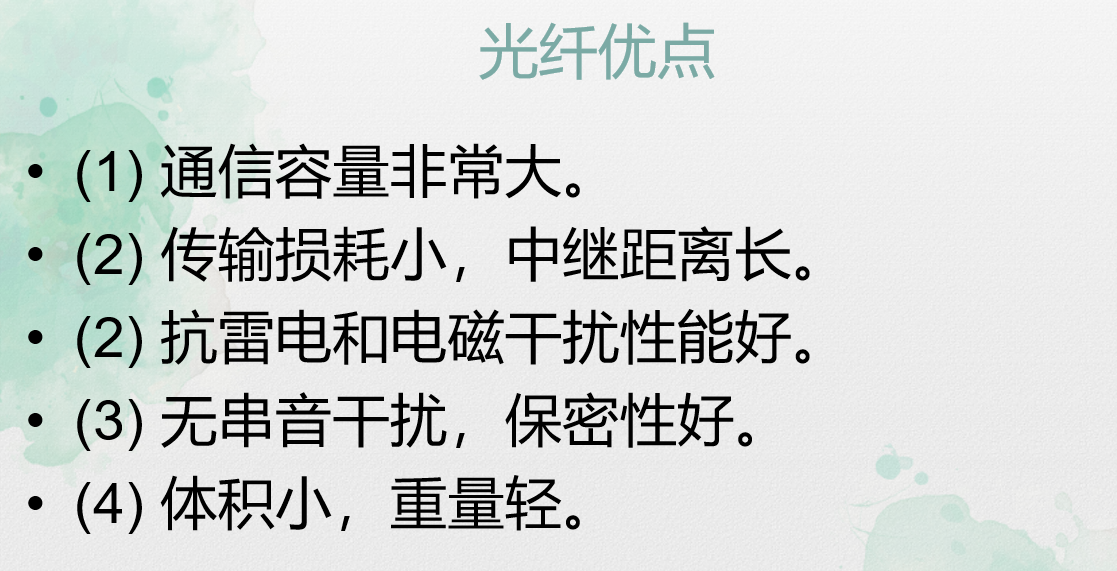 光纤优点
• (1) 通信容量非常大。
• (2) 传输损耗小，中继距离长。
• (2) 抗雷电和电磁干扰性能好。
• (3) 无串音干扰，保密性好。
• (4) 体积小，重量轻。